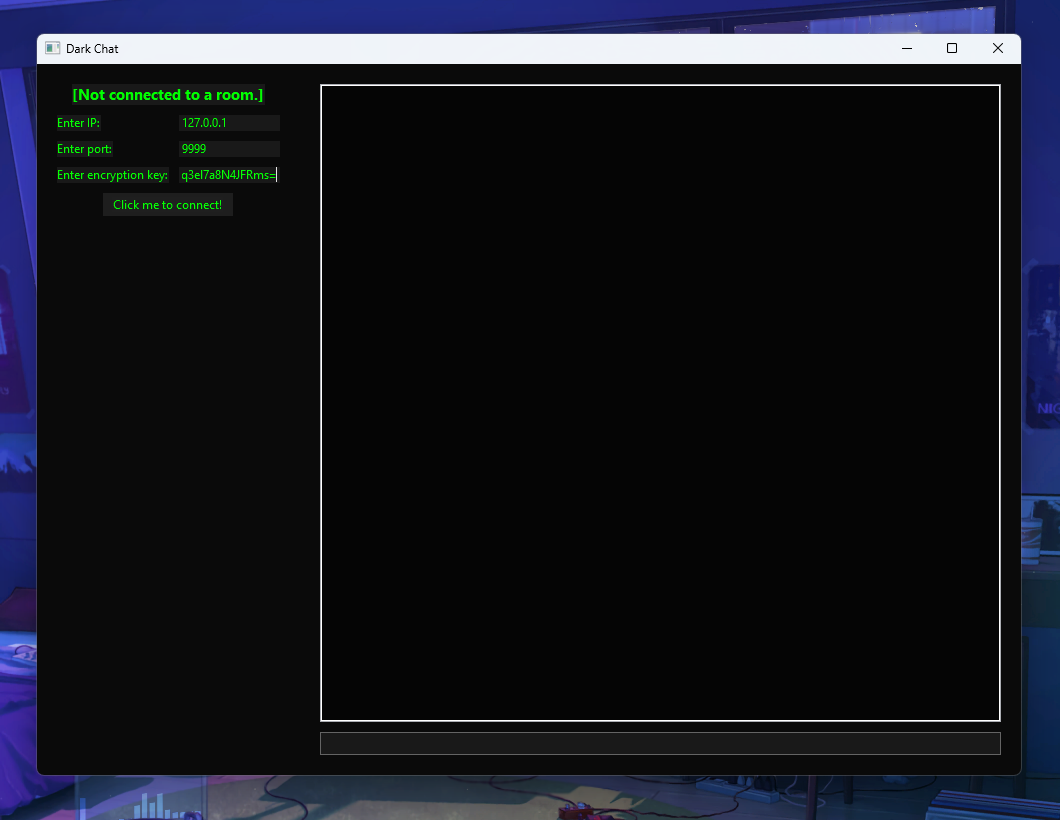 Dark Chat
[Not connected to a room.]
Enter IP: 127.0.0.1
Enter port: 9999
Enter encryption key: q3el7a8N4JFRms=
Click me to connect!
NIG